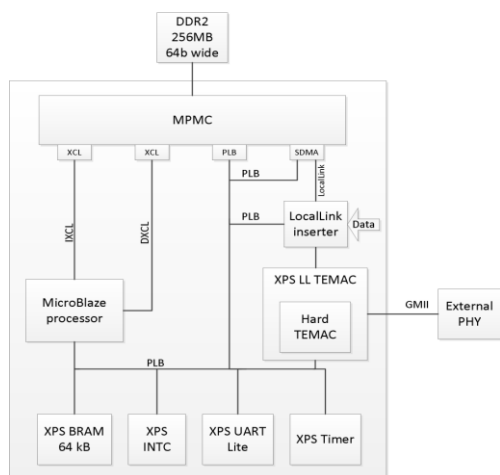 DDR2
256MB
64b wide
MPMC
XCL
XCL
PLB
SDMA
PLB
LocalLink
PLB
LocalLink
inserter
Data
IXCL
DXCL
XPS LL TEMAC
MicroBlaze
processor
Hard
TEMAC
GMII
External
PHY
PLB
XPS BRAM
64 kB
XPS
INTC
XPS UART
Lite
XPS Timer